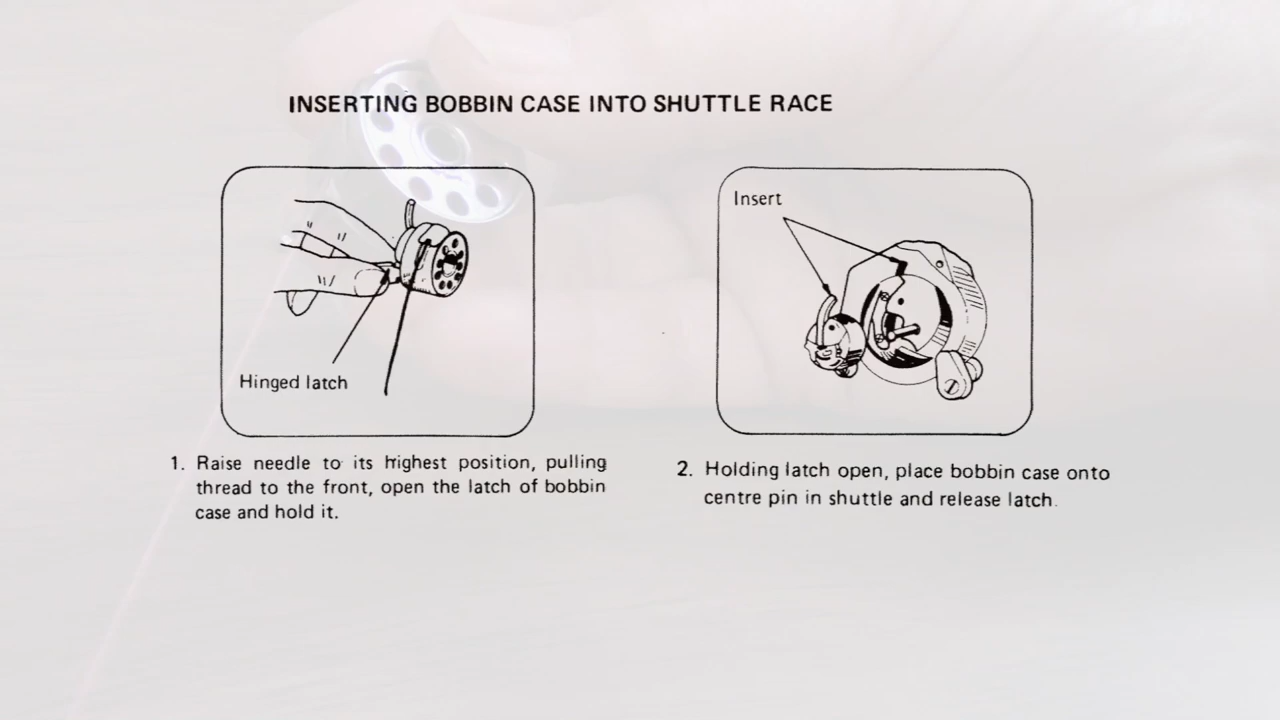 INSERTING BOBBIN CASE INTO SHUTTLE RACE
Hinged latch
1. Raise needle to its highest position, pulling
thread to the front, open the latch of bobbin
case and hold it.
Insert
2. Holding latch open, place bobbin case onto
centre pin in shuttle and release latch.